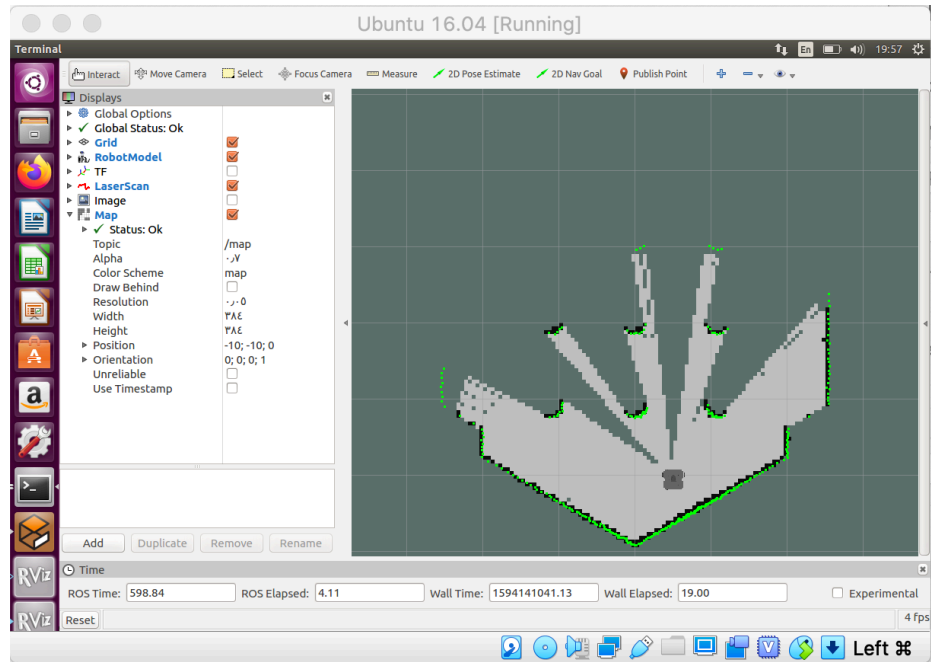 Ubuntu 16.04 [Running]
Terminal
En
19:57
Interact
Move Camera
Select
Focus Camera
Measure
2D Pose Estimate
2D Nav Goal
Publish Point
Displays
Global Options
Global Status: Ok
Grid
RobotModel
TF
LaserScan
Image
Map
Status: Ok
Topic /map
Alpha ٠٫٧
Color Scheme map
Draw Behind
Resolution ٠٫٠٥
Width ٣٨٤
Height ٣٨٤
Position -10; -10; 0
Orientation 0; 0; 0; 1
Unreliable
Use Timestamp
Add Duplicate Remove Rename
Time
ROS Time: 598.84 ROS Elapsed: 4.11 Wall Time: 1594141041.13 Wall Elapsed: 19.00 Experimental
Reset 4 fps
RViz
RViz
a
Left ⌘